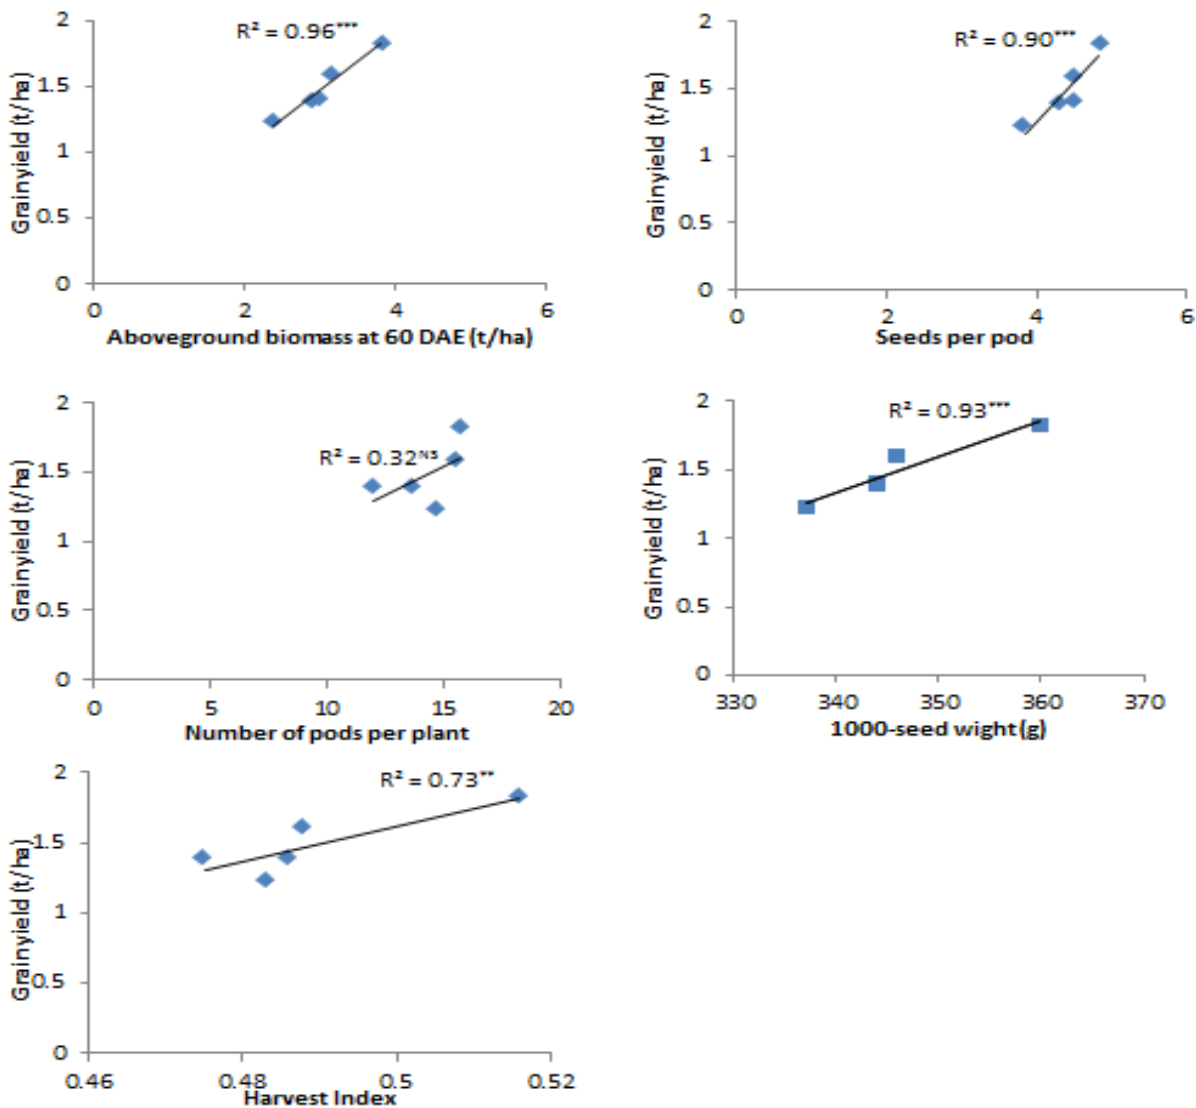 2
R² = 0.96***
1.5
1
0.5
0
0 2 4 6
Grainyield (t/ha)
Aboveground biomass at 60 DAE (t/ha)
2
R² = 0.90***
1.5
1
0.5
0
0 2 4 6
Grainyield (t/ha)
Seeds per pod
2
R² = 0.32NS
1.5
1
0.5
0
0 5 10 15 20
Grainyield (t/ha)
Number of pods per plant
2
R² = 0.93***
1.5
1
0.5
0
330 340 350 360 370
Grainyield (t/ha)
1000-seed wight (g)
2
R² = 0.73**
1.5
1
0.5
0
0.46 0.48 0.5 0.52
Grainyield (t/ha)
Harvest Index